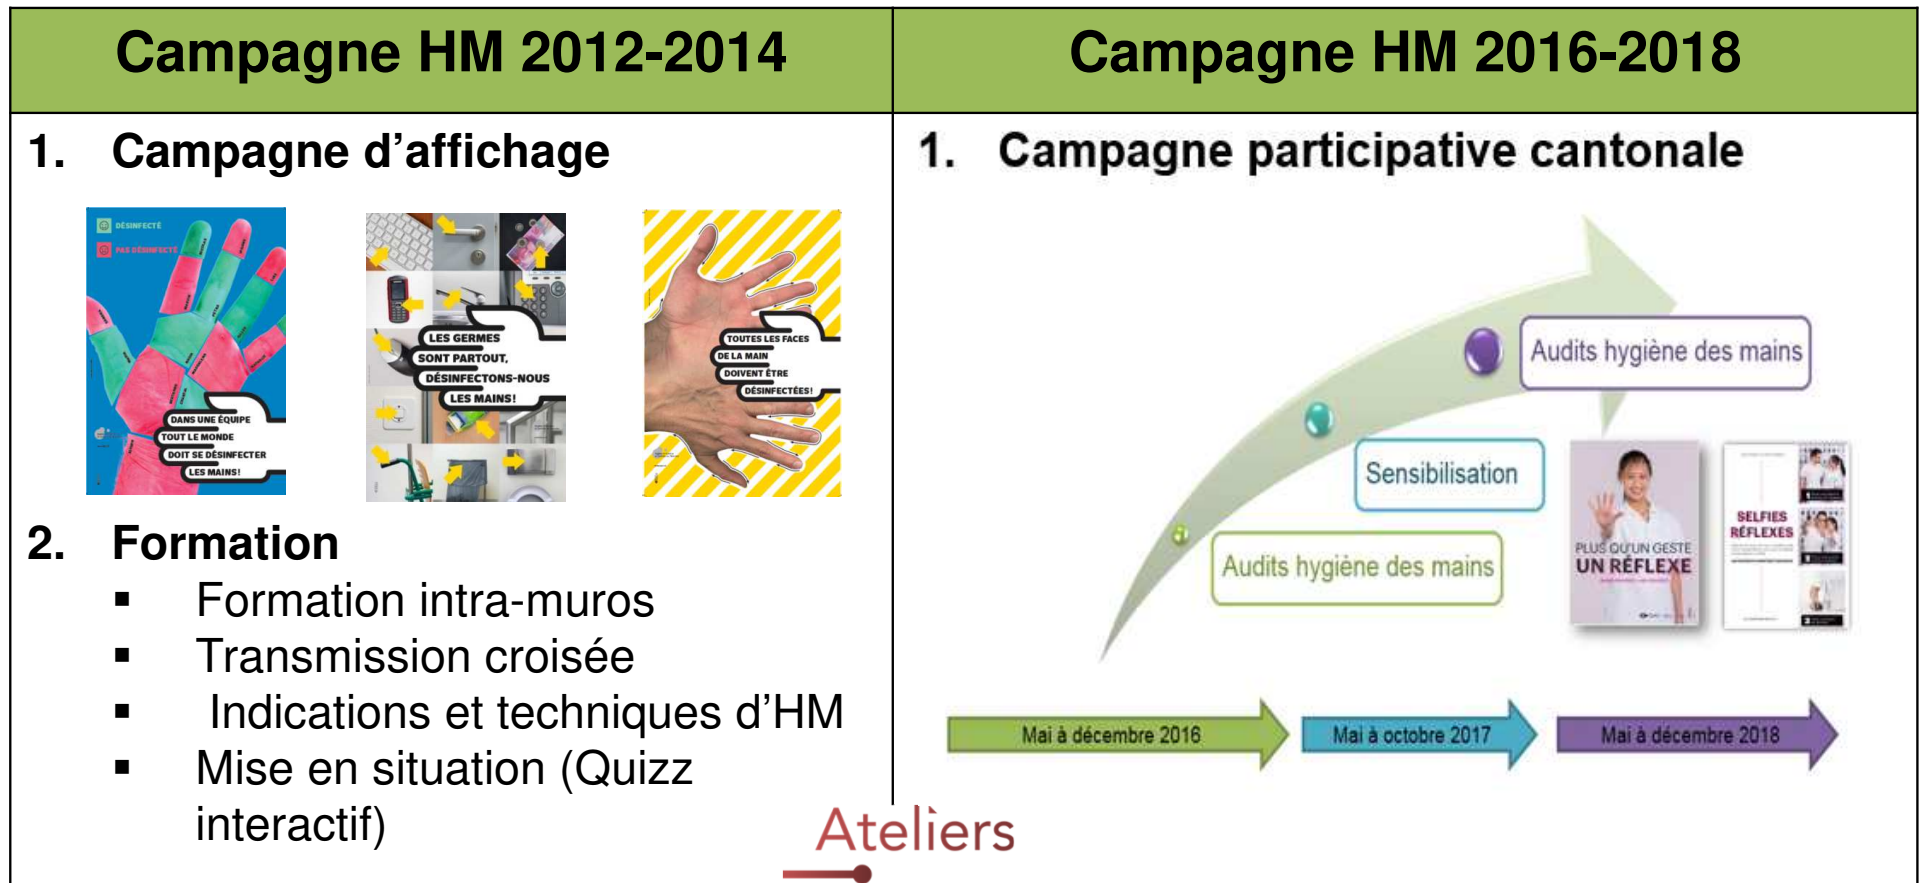 Campagne HM 2012-2014
Campagne HM 2016-2018
1. Campagne d'affichage
DÉSINFECTÉ
PAS DÉSINFECTÉ
DANS UNE ÉQUIPE
TOUT LE MONDE
DOIT SE DÉSINFECTER
LES MAINS!
LES GERMES
SONT PARTOUT,
DÉSINFECTONS-NOUS
LES MAINS!
TOUTES LES FACES
DE LA MAIN
DOIVENT ÊTRE
DÉSINFECTÉES!
2. Formation
▪ Formation intra-muros
▪ Transmission croisée
▪ Indications et techniques d'HM
▪ Mise en situation (Quizz
interactif)
1. Campagne participative cantonale
Audits hygiène des mains
Sensibilisation
Audits hygiène des mains
PLUS QU'UN GESTE
UN RÉFLEXE
SELFIES
RÉFLEXES
Mai à décembre 2016
Mai à octobre 2017
Mai à décembre 2018
Ateliers